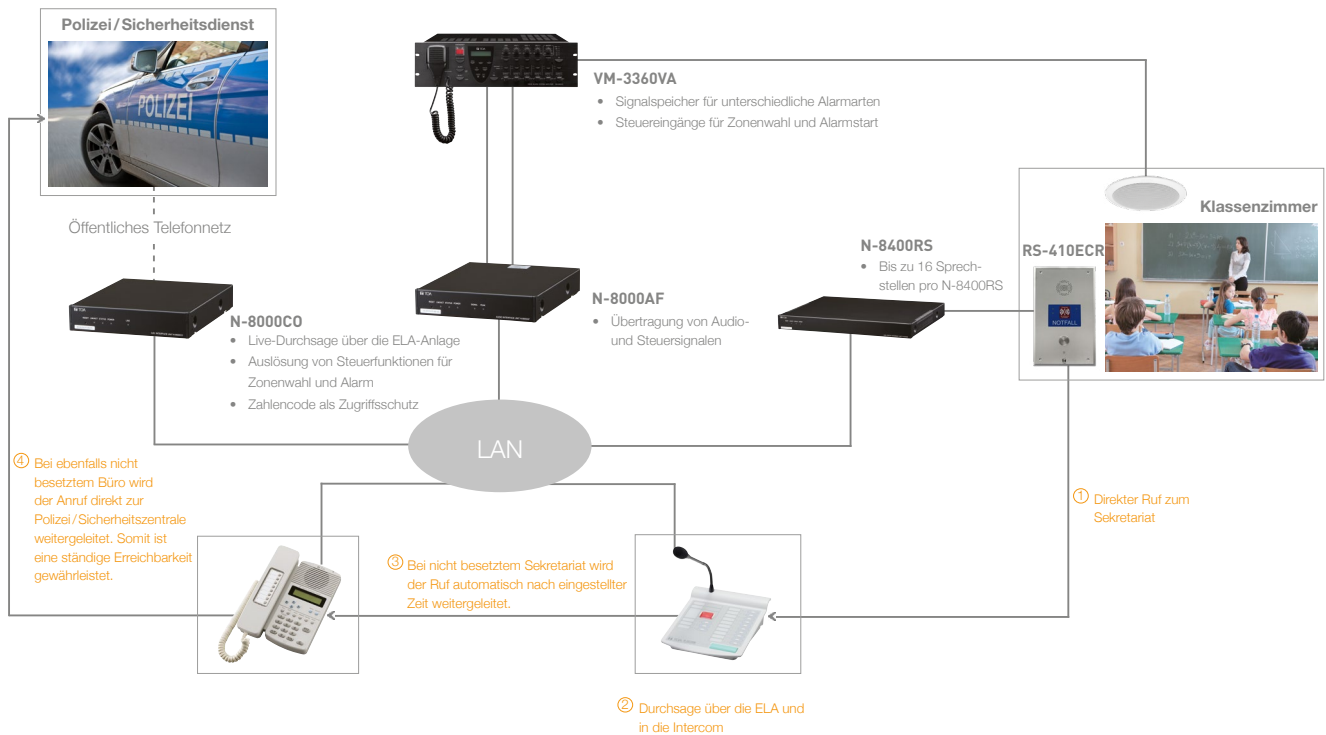 Polizei / Sicherheitsdienst
POLIZEI
Öffentliches Telefonnetz
VM-3360VA
• Signalspeicher für unterschiedliche Alarmarten
• Steuereingänge für Zonenwahl und Alarmstart
Klassenzimmer
RS-410ECR
NOTFALL
N-8400RS
• Bis zu 16 Sprech-
stellen pro N-8400RS
N-8000AF
• Übertragung von Audio-
und Steuersignalen
N-8000CO
• Live-Durchsage über die ELA-Anlage
• Auslösung von Steuerfunktionen für
Zonenwahl und Alarm
• Zahlencode als Zugriffsschutz
LAN
① Direkter Ruf zum
Sekretariat
② Durchsage über die ELA und
in die Intercom
③ Bei nicht besetztem Sekretariat wird
der Ruf automatisch nach eingestellter
Zeit weitergeleitet.
④ Bei ebenfalls nicht
besetztem Büro wird
der Anruf direkt zur
Polizei / Sicherheitszentrale
weitergeleitet. Somit ist
eine ständige Erreichbarkeit
gewährleistet.